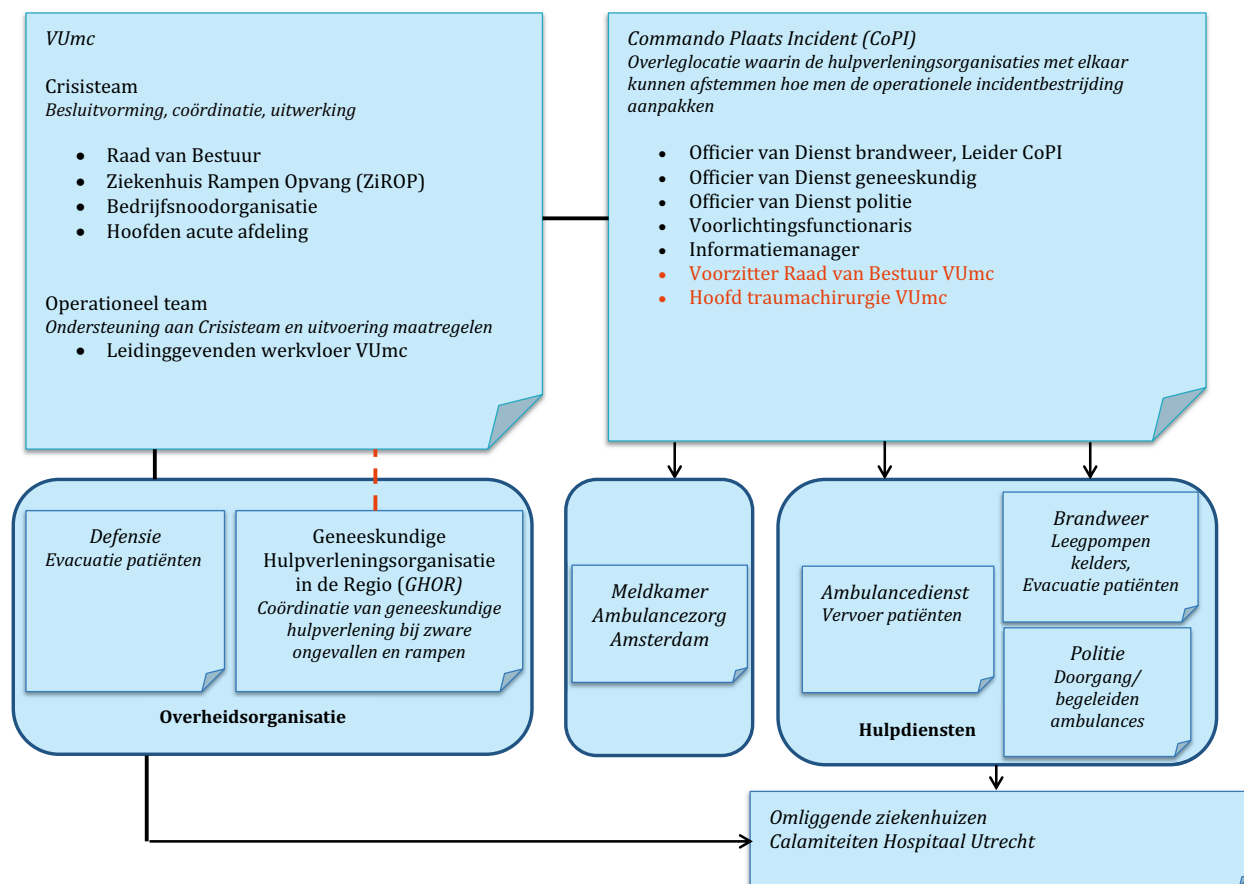 VUmc
Crisisteam
Besluitvorming, coördinatie, uitwerking
• Raad van Bestuur
• Ziekenhuis Rampen Opvang (ZiROP)
• Bedrijfsnoodorganisatie
• Hoofden acute afdeling
Operationeel team
Ondersteuning aan Crisisteam en uitvoering maatregelen
• Leidinggevenden werkvloer VUmc
Commando Plaats Incident (CoPI)
Overleglocatie waarin de hulpverleningsorganisaties met elkaar
kunnen afstemmen hoe men de operationele incidentbestrijding
aanpakken
• Officier van Dienst brandweer, Leider CoPI
• Officier van Dienst geneeskundig
• Officier van Dienst politie
• Voorlichtingsfunctionaris
• Informatiemanager
• Voorzitter Raad van Bestuur VUmc
• Hoofd traumachirurgie VUmc
Defensie
Evacuatie patiënten
Geneeskundige
Hulpverleningsorganisatie
in de Regio (GHOR)
Coördinatie van geneeskundige
hulpverlening bij zware
ongevallen en rampen
Overheidsorganisatie
Meldkamer
Ambulancezorg
Amsterdam
Ambulancedienst
Vervoer patiënten
Brandweer
Leegpompen
kelders,
Evacuatie patiënten
Politie
Doorgang/
begeleiden
ambulances
Hulpdiensten
Omliggende ziekenhuizen
Calamiteiten Hospitaal Utrecht